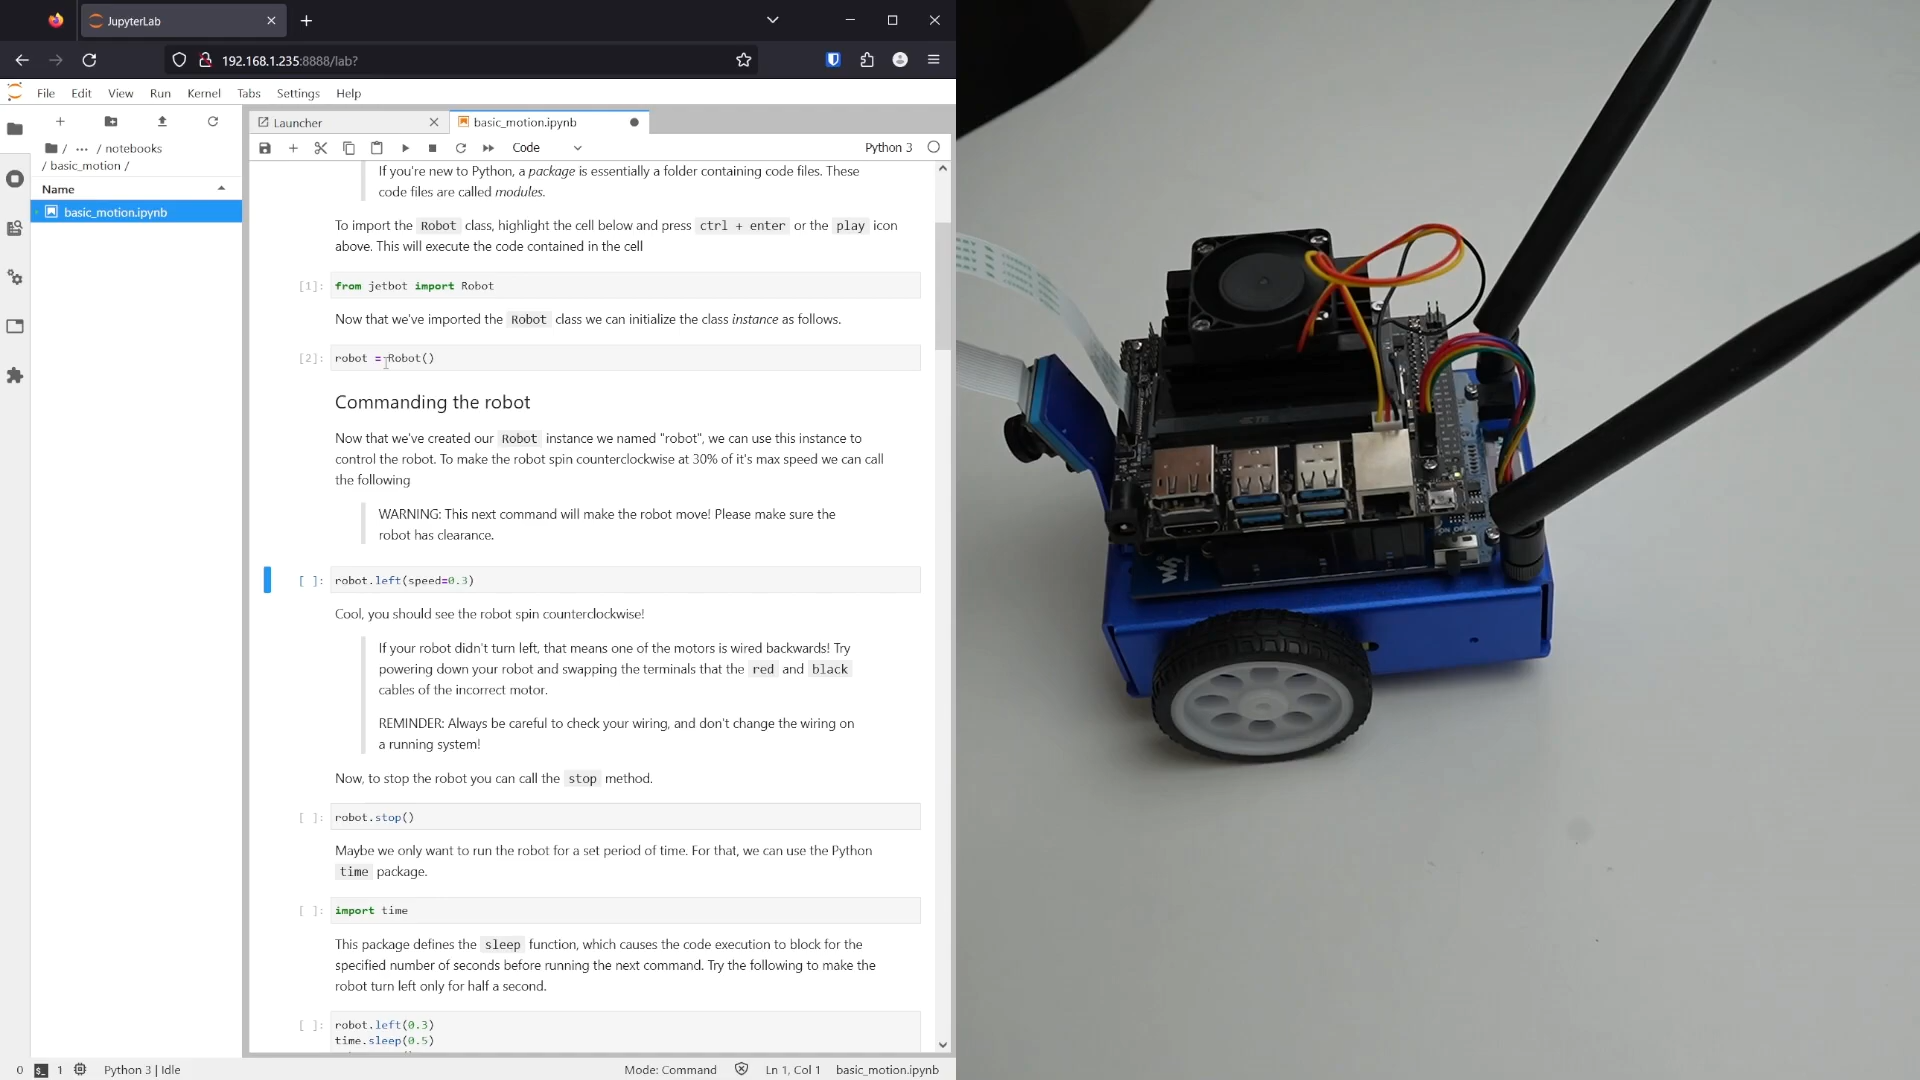 JupyterLab
192.168.1.235:8888/lab?
File Edit View Run Kernel Tabs Settings Help
Launcher
basic_motion.ipynb
/ ... / notebooks
/ basic_motion /
Name
basic_motion.ipynb
Code
Python 3
If you're new to Python, a package is essentially a folder containing code files. These
code files are called modules.
To import the Robot class, highlight the cell below and press ctrl + enter or the play icon
above. This will execute the code contained in the cell
[1]: from jetbot import Robot
Now that we've imported the Robot class we can initialize the class instance as follows.
[2]: robot = Robot()
Commanding the robot
Now that we've created our Robot instance we named "robot", we can use this instance to
control the robot. To make the robot spin counterclockwise at 30% of it's max speed we can call
the following
WARNING: This next command will make the robot move! Please make sure the
robot has clearance.
[ ]: robot.left(speed=0.3)
Cool, you should see the robot spin counterclockwise!
If your robot didn't turn left, that means one of the motors is wired backwards! Try
powering down your robot and swapping the terminals that the red and black
cables of the incorrect motor.
REMINDER: Always be careful to check your wiring, and don't change the wiring on
a running system!
Now, to stop the robot you can call the stop method.
[ ]: robot.stop()
Maybe we only want to run the robot for a set period of time. For that, we can use the Python
time package.
[ ]: import time
This package defines the sleep function, which causes the code execution to block for the
specified number of seconds before running the next command. Try the following to make the
robot turn left only for half a second.
[ ]: robot.left(0.3)
time.sleep(0.5)
0 $_ 1 Python 3 | Idle
Mode: Command Ln 1, Col 1 basic_motion.ipynb